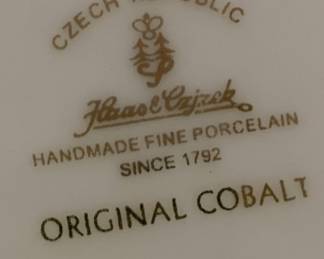 CZECH REPUBLIC
Haas & Czjzek
HANDMADE FINE PORCELAIN
SINCE 1792
ORIGINAL COBALT